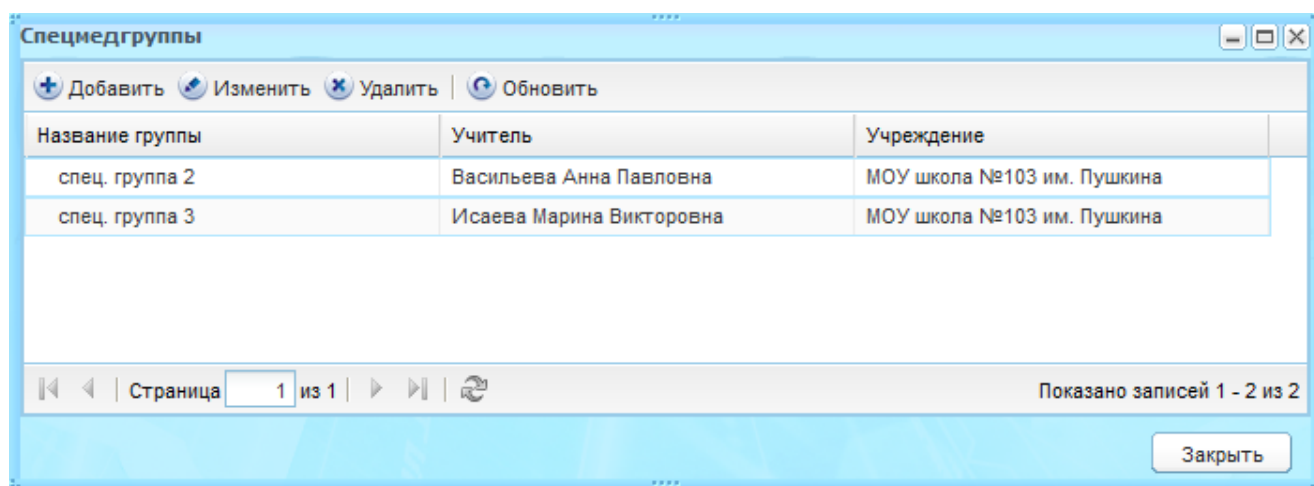 Спецмедгруппы
Добавить Изменить Удалить Обновить
Название группы Учитель Учреждение
спец. группа 2 Васильева Анна Павловна МОУ школа №103 им. Пушкина
спец. группа 3 Исаева Марина Викторовна МОУ школа №103 им. Пушкина
Страница 1 из 1 Показано записей 1 - 2 из 2
Закрыть